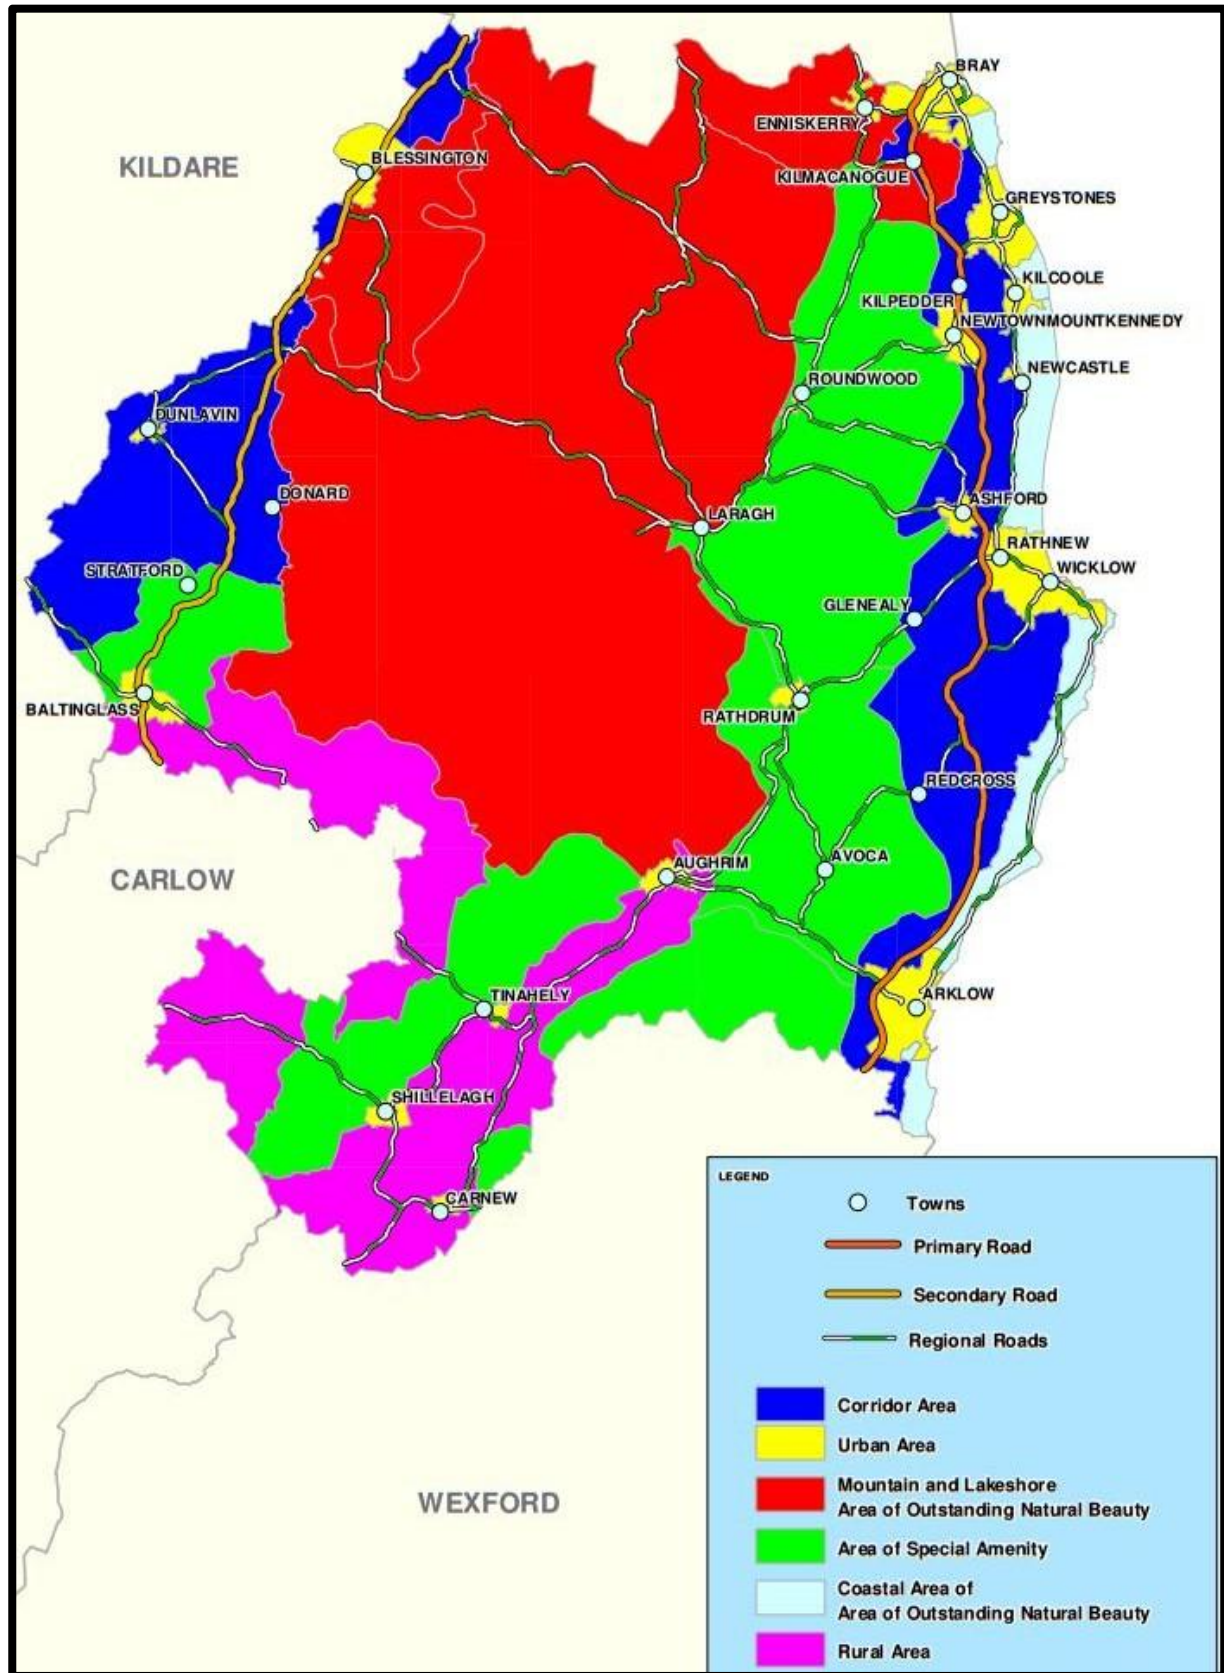 BRAY
ENNISKERRY
KILDARE
BLESSINGTON
KILMACANOGUE
GREYSTONES
KILCOOLE
KILPEDDER
NEWTOWNMOUNTKENNEDY
NEWCASTLE
ROUNDWOOD
DUNLAVIN
DONARD
ASHFORD
LARAGH
RATHNEW
WICKLOW
STRATFORD
GLENEALY
BALTINGLASS
RATHDRUM
REDCROSS
AVOCA
AUGHRIM
CARLOW
TINAHELY
ARKLOW
SHILLELAGH
CARNEW
WEXFORD
LEGEND
Towns
Primary Road
Secondary Road
Regional Roads
Corridor Area
Urban Area
Mountain and Lakeshore
Area of Outstanding Natural Beauty
Area of Special Amenity
Coastal Area of
Area of Outstanding Natural Beauty
Rural Area